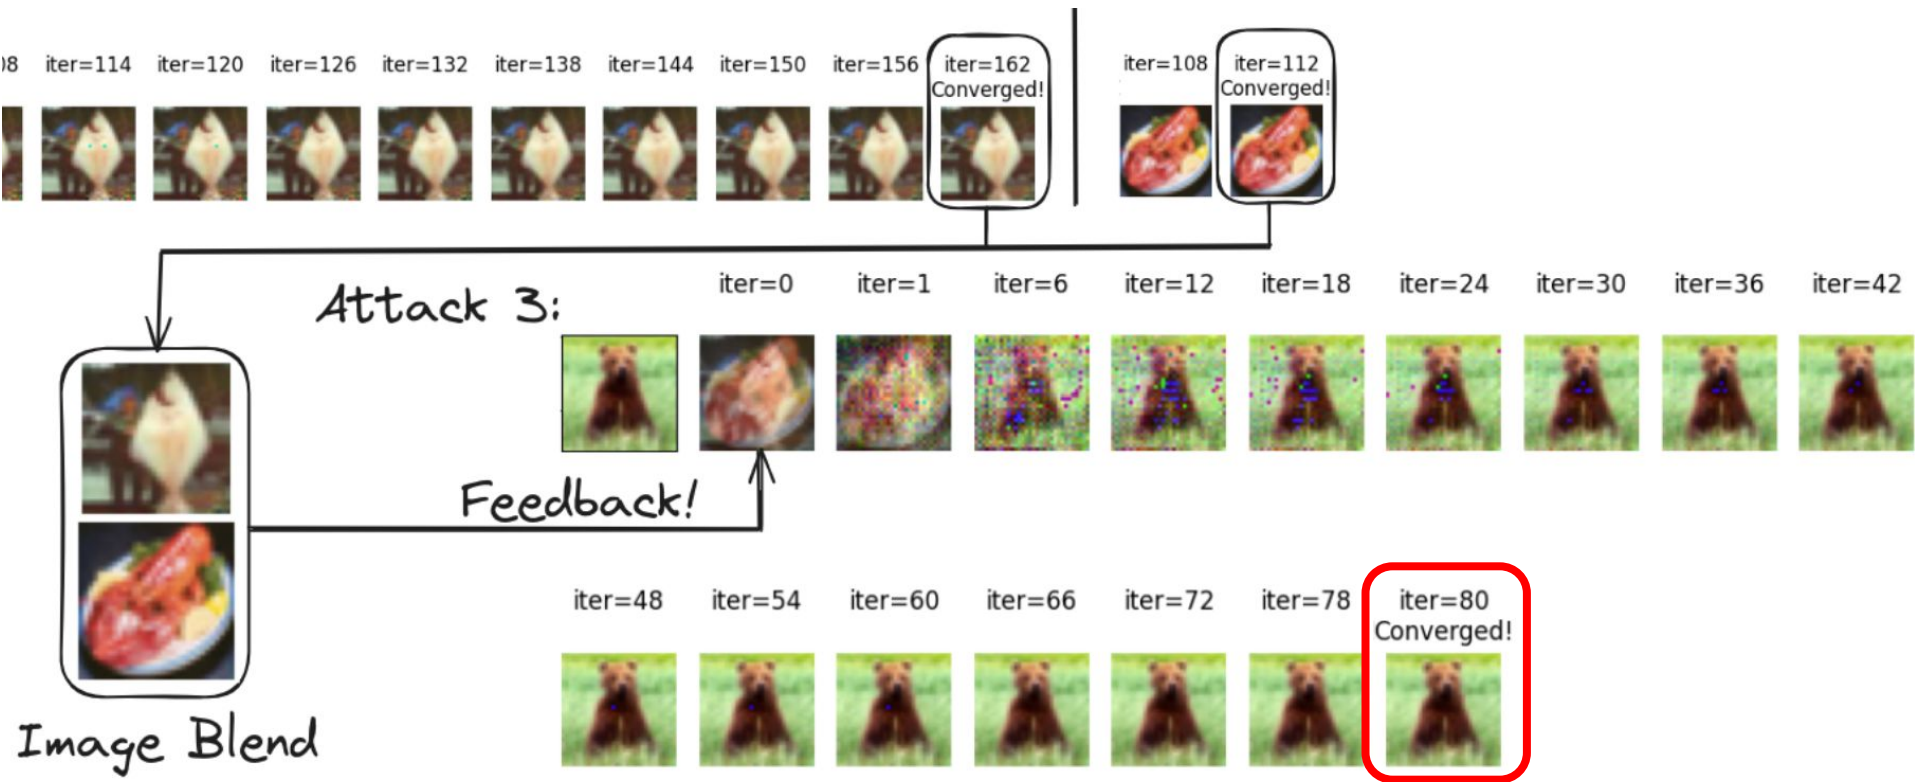 08 iter=114 iter=120 iter=126 iter=132 iter=138 iter=144 iter=150 iter=156 iter=162 iter=108 iter=112
Converged! Converged!
Attack 3:
iter=0 iter=1 iter=6 iter=12 iter=18 iter=24 iter=30 iter=36 iter=42
Feedback!
iter=48 iter=54 iter=60 iter=66 iter=72 iter=78 iter=80
Converged!
Image Blend